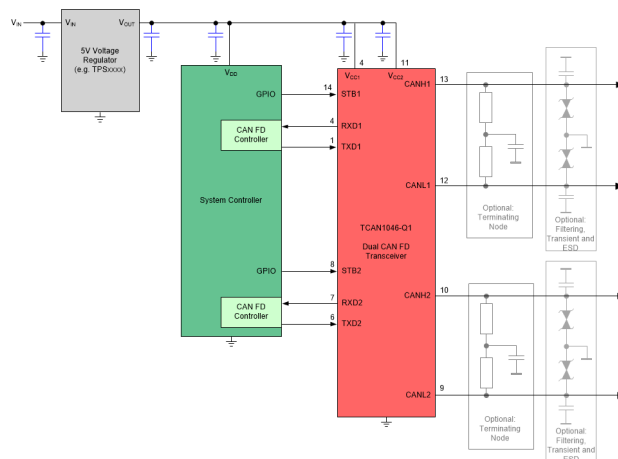 VIN
VIN
VOUT
5V Voltage
Regulator
(e.g. TPSxxxx)
VDD
4
11
VCC1
VCC2
13
GPIO
14
STB1
CANH1
4
RXD1
CAN FD
Controller
1
TXD1
12
CANL1
System Controller
TCAN1046-Q1
Dual CAN FD
Transceiver
Optional:
Terminating
Node
Optional:
Filtering,
Transient and
ESD
GPIO
8
STB2
10
CANH2
7
RXD2
CAN FD
Controller
6
TXD2
9
CANL2
Optional:
Terminating
Node
Optional:
Filtering,
Transient and
ESD